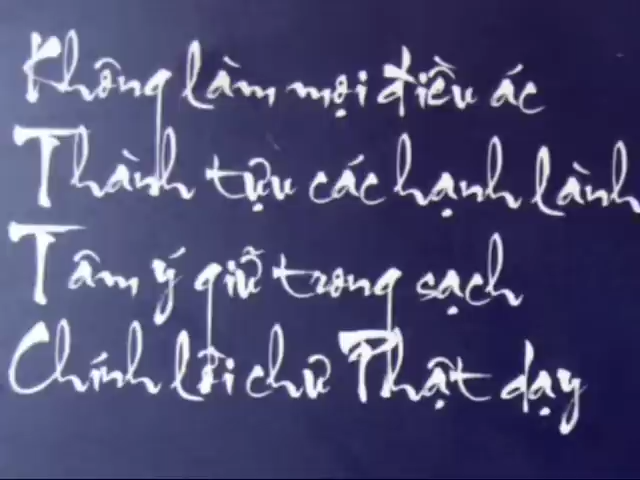 Không làm mọi điều ác
Thành tựu các hạnh lành
Tâm ý giữ trong sạch
Chính lời chư Phật dạy